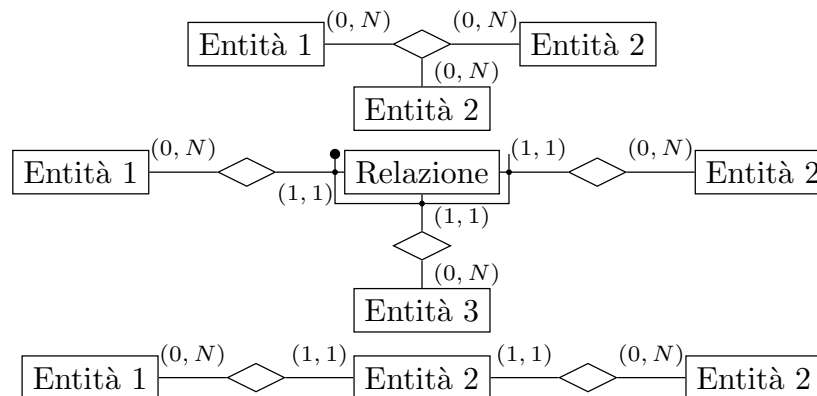 (0, N) (0, N)
Entità 1 Entità 2
(0, N)
Entità 2
(0, N) (1, 1) (0, N)
Entità 1 Relazione Entità 2
(1, 1) (1, 1)
(0, N)
Entità 3
(0, N) (1, 1) (1, 1) (0, N)
Entità 1 Entità 2 Entità 2